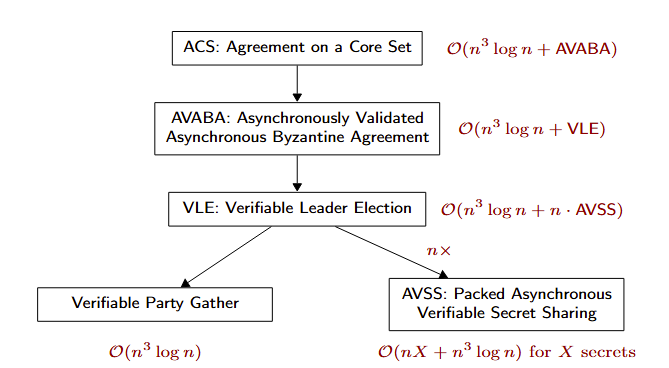 ACS: Agreement on a Core Set
𝒪(n³ log n + AVABA)
AVABA: Asynchronously Validated
Asynchronous Byzantine Agreement
𝒪(n³ log n + VLE)
VLE: Verifiable Leader Election
𝒪(n³ log n + n · AVSS)
n×
Verifiable Party Gather
𝒪(n³ log n)
AVSS: Packed Asynchronous
Verifiable Secret Sharing
𝒪(nX + n³ log n) for X secrets